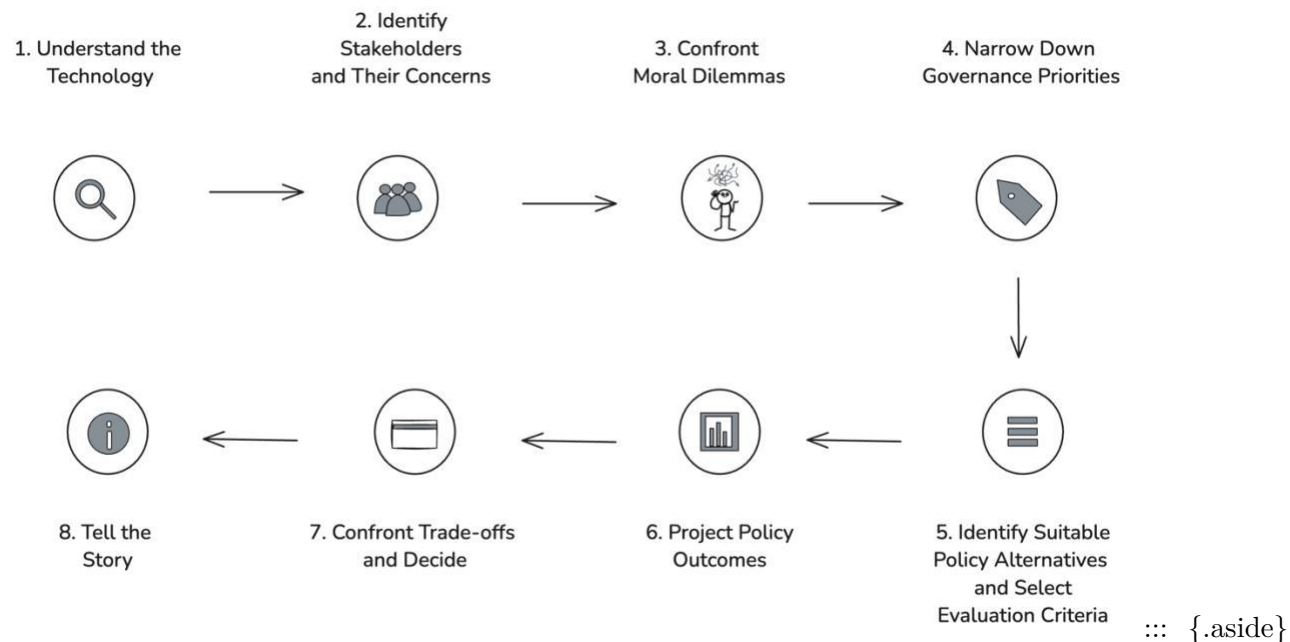 1. Understand the
Technology
2. Identify
Stakeholders
and Their Concerns
3. Confront
Moral Dilemmas
4. Narrow Down
Governance Priorities
5. Identify Suitable
Policy Alternatives
and Select
Evaluation Criteria
6. Project Policy
Outcomes
7. Confront Trade-offs
and Decide
8. Tell the
Story
::: {.aside}